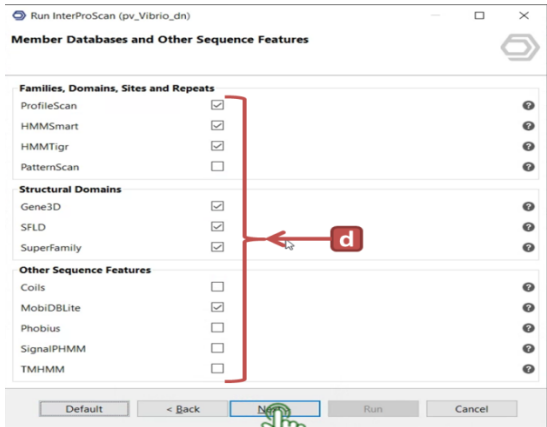 Run InterProScan (pv_Vibrio_dn)
Member Databases and Other Sequence Features
Families, Domains, Sites and Repeats
ProfileScan
HMMSmart
HMMTigr
PatternScan
Structural Domains
Gene3D
SFLD
SuperFamily
d
Other Sequence Features
Coils
MobiDBLite
Phobius
SignalPHMM
TMHMM
Default < Back Run Cancel